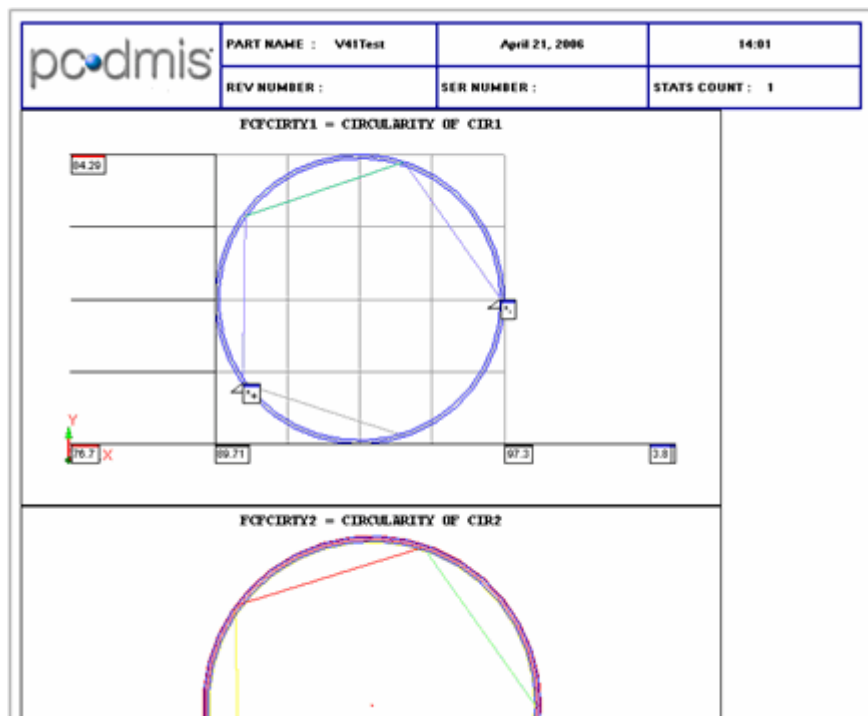 pc dmis
PART NAME : V41Test
April 21, 2006
14:01
REV NUMBER :
SER NUMBER :
STATS COUNT : 1
FCFCIRTY1 = CIRCULARITY OF CIR1
84.29
Y
76.7
X
89.71
97.3
3.8
FCFCIRTY2 = CIRCULARITY OF CIR2